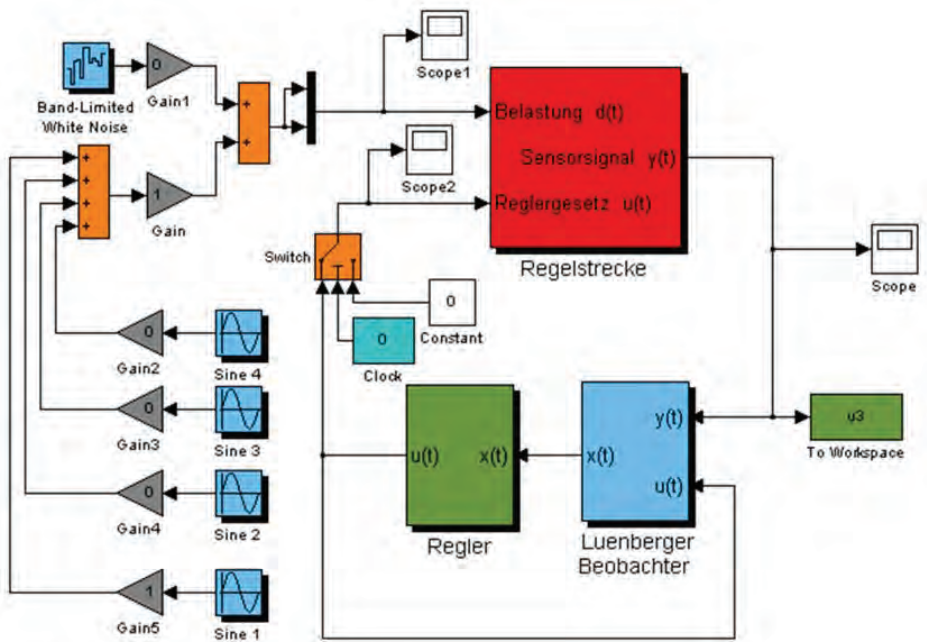 0
Gain1
Band-Limited
White Noise
+
+
Scope1
Belastung d(t)
Sensorsignal y(t)
Reglergesetz u(t)
Regelstrecke
+
+
+
+
1
Gain
Scope2
Switch
0
Constant
0
Clock
Scope
0
Gain2
Sine 4
0
Gain3
Sine 3
0
Gain4
Sine 2
1
Gain5
Sine 1
u(t)
x(t)
Regler
y(t)
x(t)
u(t)
Luenberger
Beobachter
u3
To Workspace